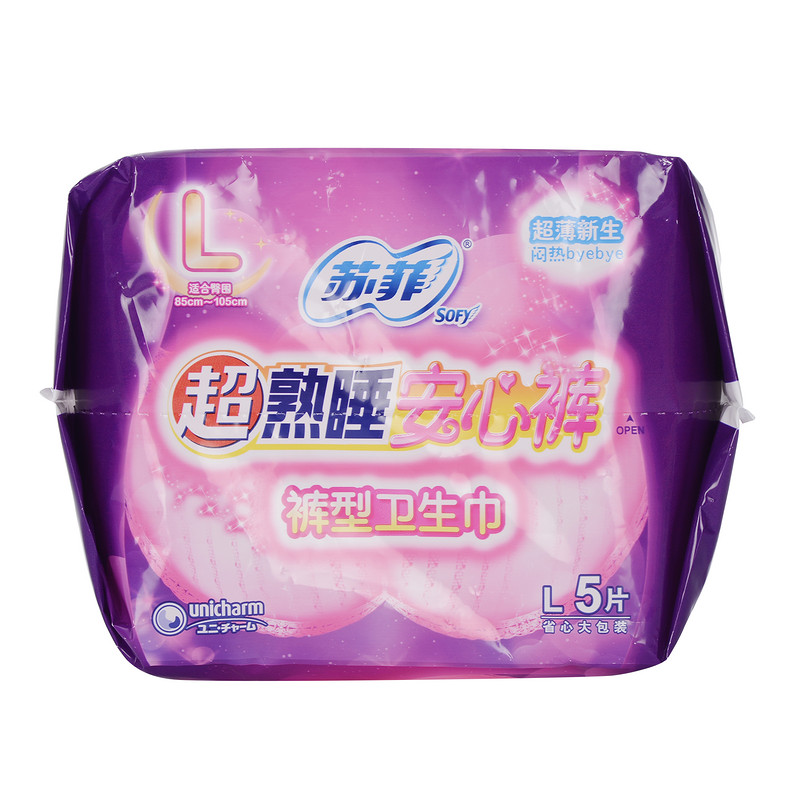 L
适合臀围
85cm～105cm
超薄新生
闷热byebye
苏菲®
SOFY
超熟睡安心裤
OPEN
裤型卫生巾
unicharm
ユニ・チャーム
L 5片
省心大包装